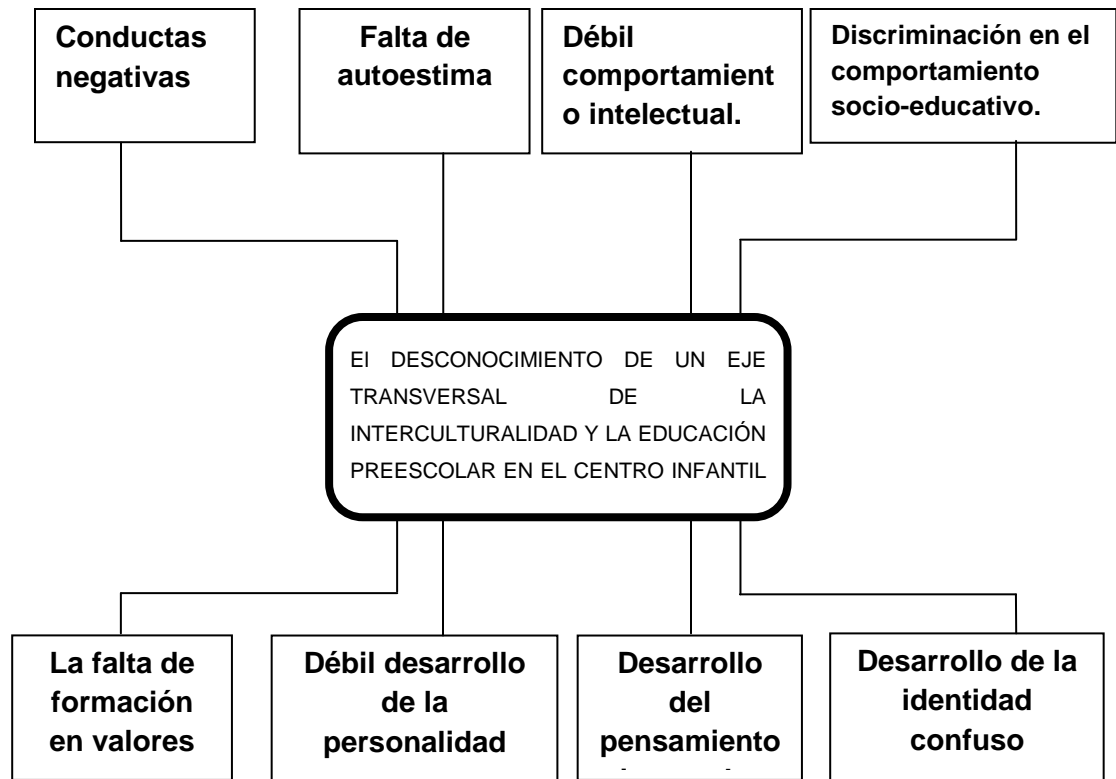 Conductas
negativas
Falta de
autoestima
Débil
comportamient
o intelectual.
Discriminación en el
comportamiento
socio-educativo.
El DESCONOCIMIENTO DE UN EJE
TRANSVERSAL DE LA
INTERCULTURALIDAD Y LA EDUCACIÓN
PREESCOLAR EN EL CENTRO INFANTIL
La falta de
formación
en valores
Débil desarrollo
de la
personalidad
Desarrollo
del
pensamiento
Desarrollo de la
identidad
confuso